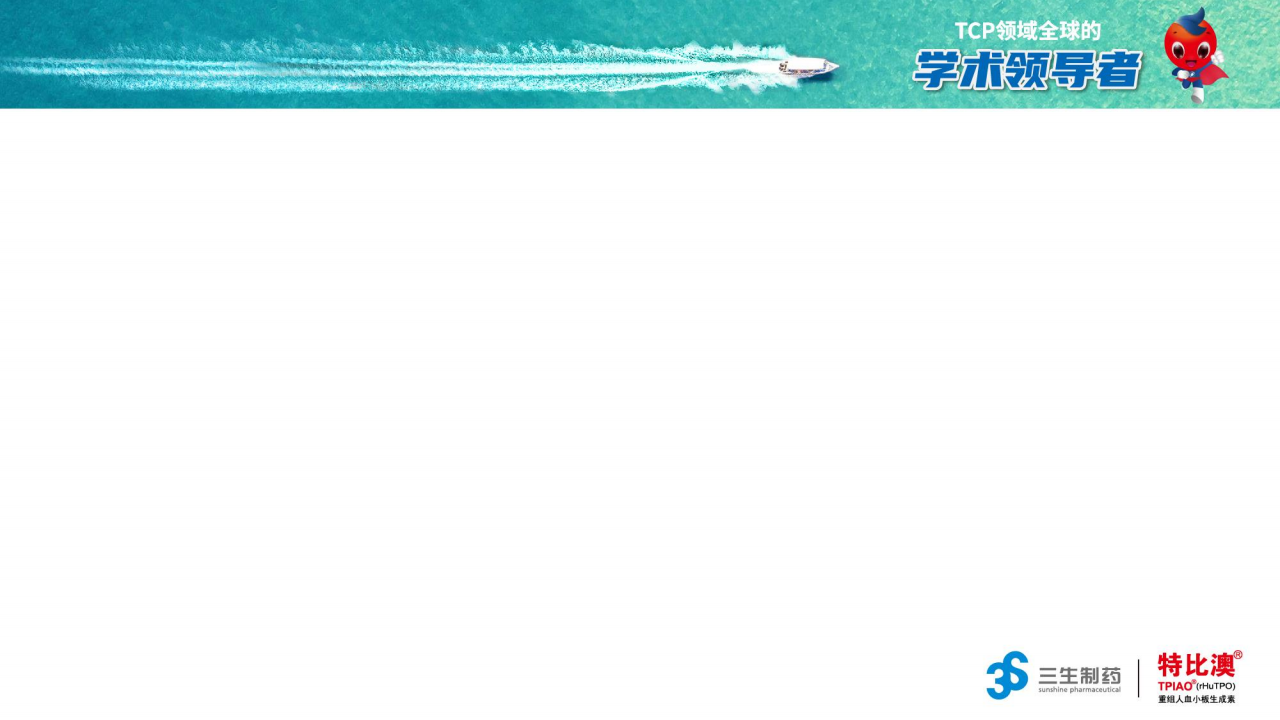 TCP领域全球的
学术领导者
3S
三生制药
sunshine pharmaceutical
特比澳®
TPIAO®(rHuTPO)
重组人血小板生成素